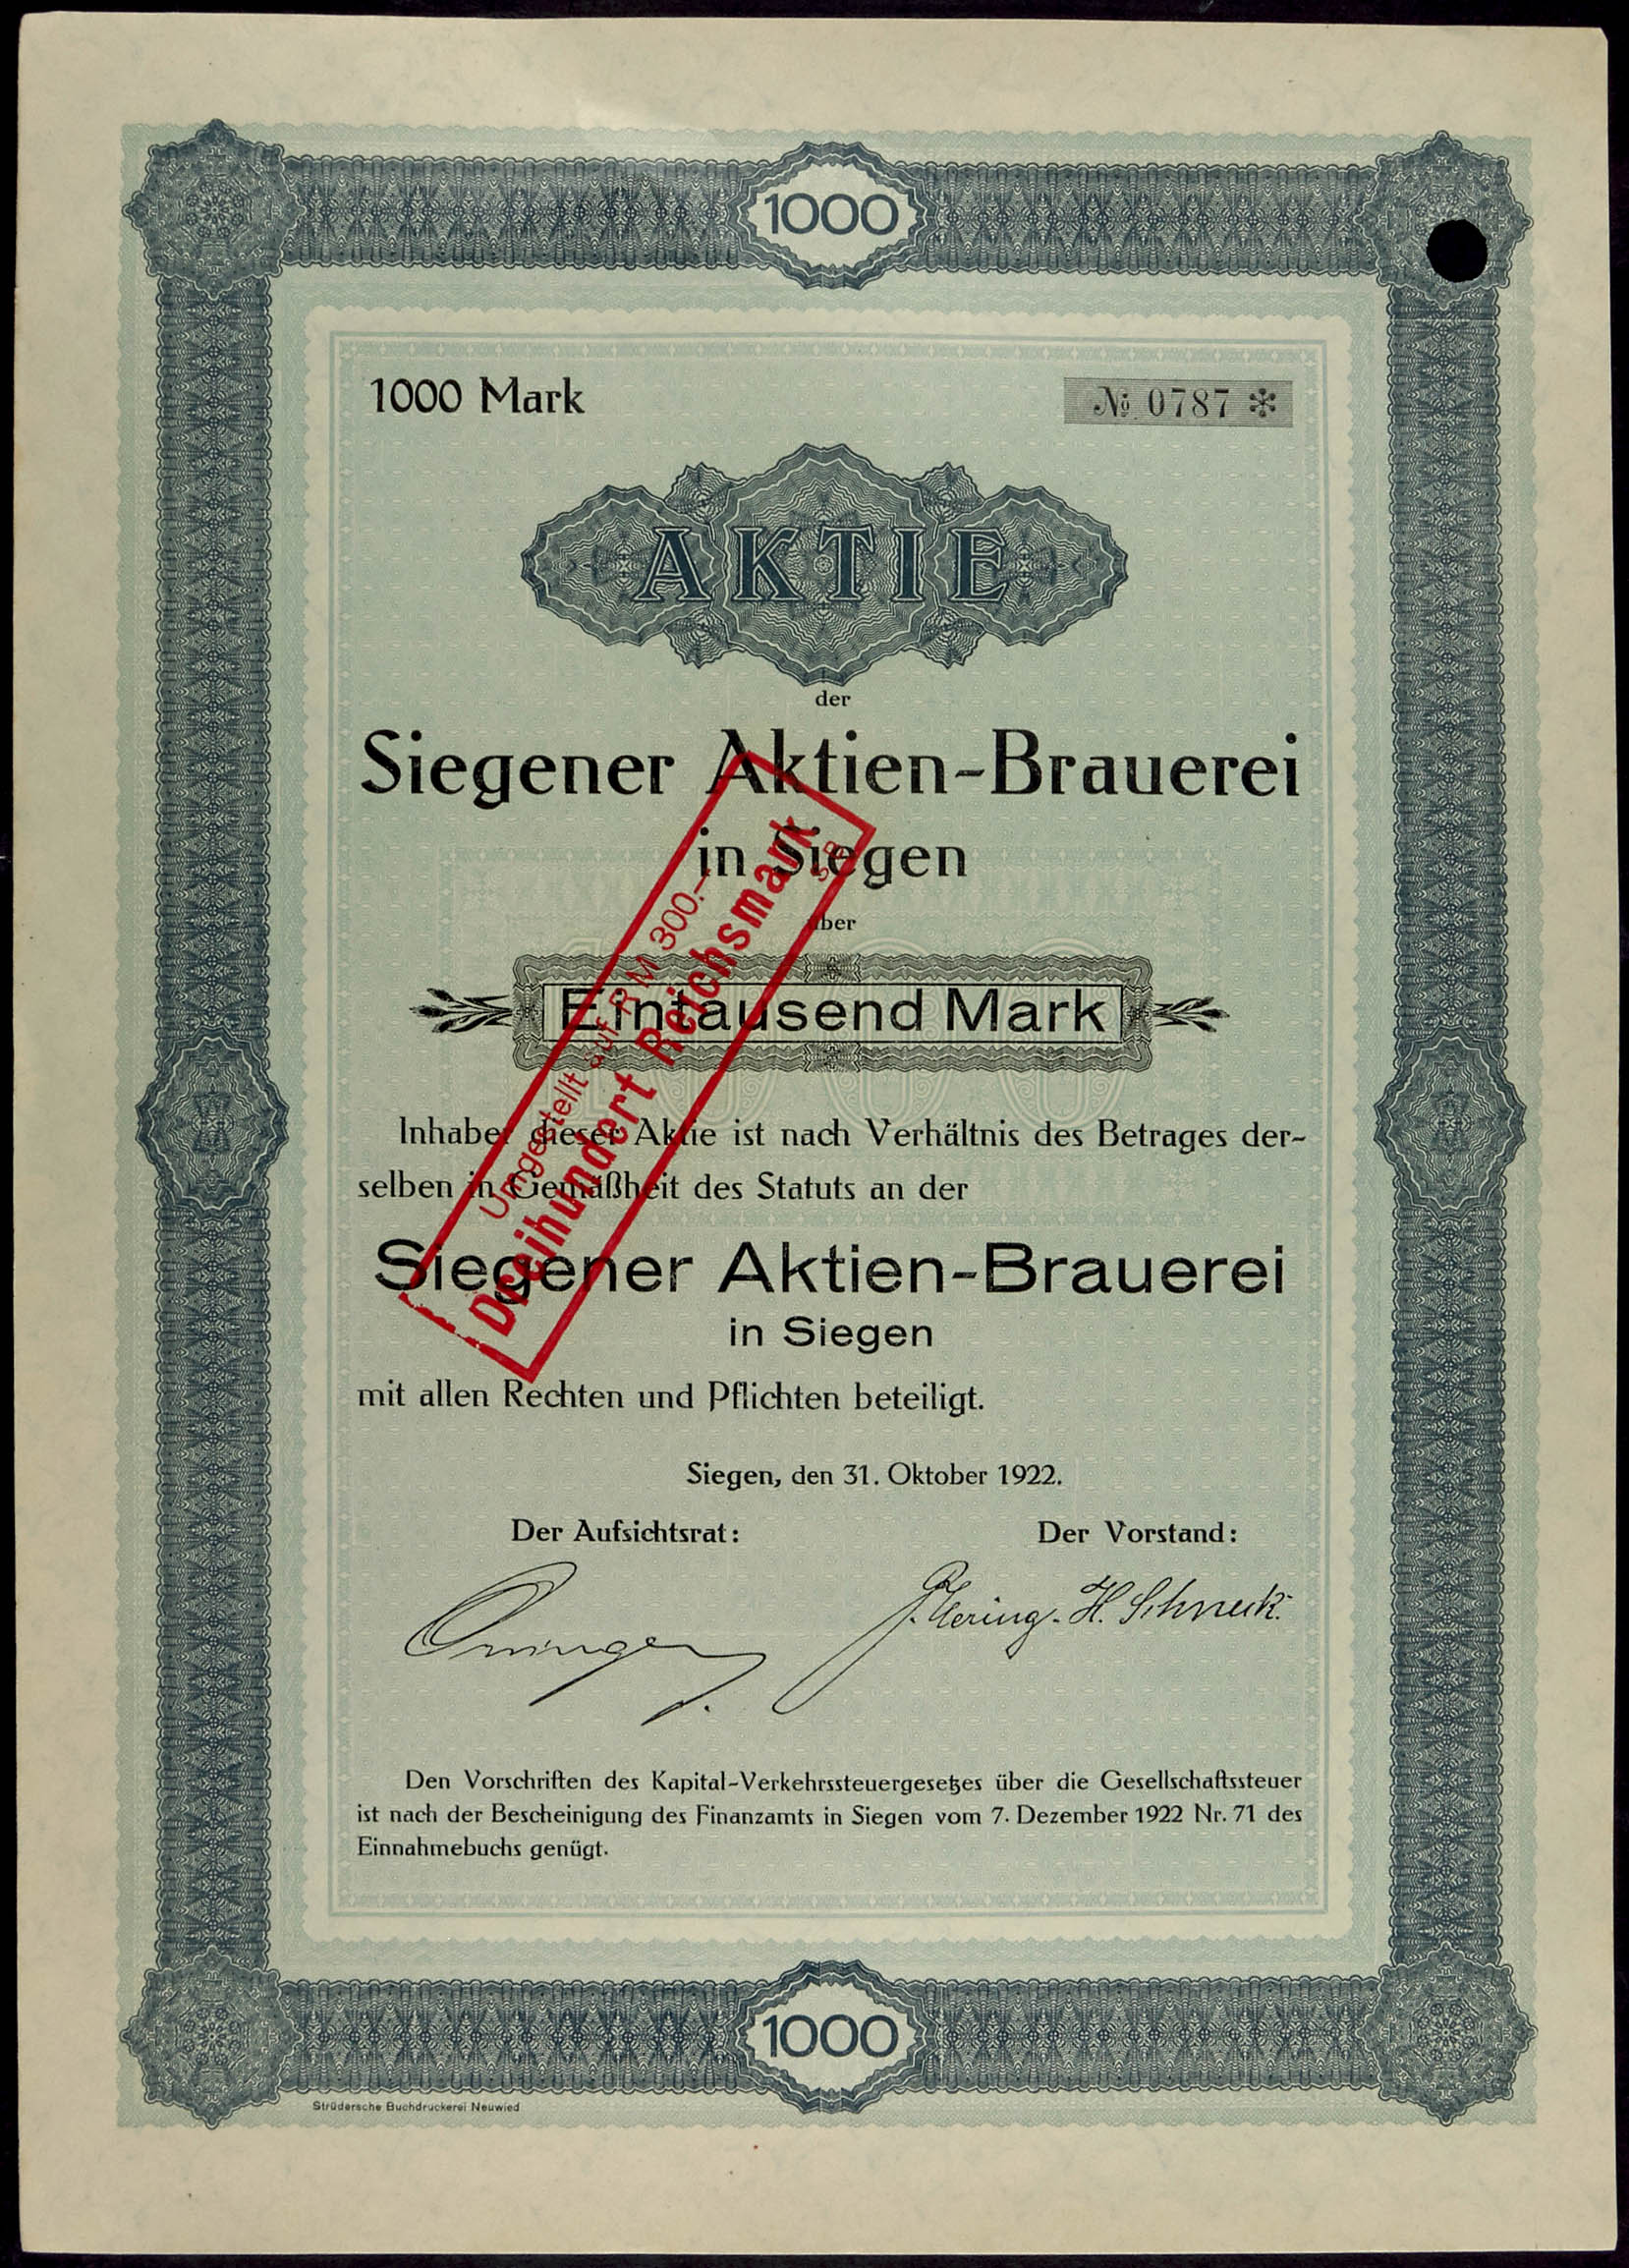 1000
1000 Mark
№ 0787 ✻
AKTIE
der
Siegener Aktien-Brauerei
in Siegen
über
Eintausend Mark
Inhaber dieser Aktie ist nach Verhältnis des Betrages der-
selben in Gemäßheit des Statuts an der
Siegener Aktien-Brauerei
in Siegen
mit allen Rechten und Pflichten beteiligt.
Umgestellt auf RM 300.–
Dreihundert Reichsmark
Siegen, den 31. Oktober 1922.
Der Aufsichtsrat:
Der Vorstand:
H. Schneck.
Den Vorschriften des Kapital-Verkehrssteuergesetzes über die Gesellschaftssteuer
ist nach der Bescheinigung des Finanzamts in Siegen vom 7. Dezember 1922 Nr. 71 des
Einnahmebuchs genügt.
1000
Strüdersche Buchdruckerei Neuwied